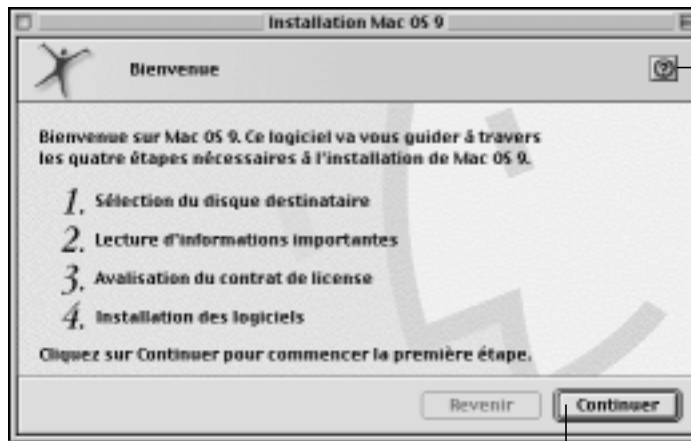 Installation Mac OS 9
Bienvenue
?
Bienvenue sur Mac OS 9. Ce logiciel va vous guider à travers
les quatre étapes nécessaires à l'installation de Mac OS 9.
1. Sélection du disque destinataire
2. Lecture d'informations importantes
3. Avalisation du contrat de license
4. Installation des logiciels
Cliquez sur Continuer pour commencer la première étape.
Revenir Continuer